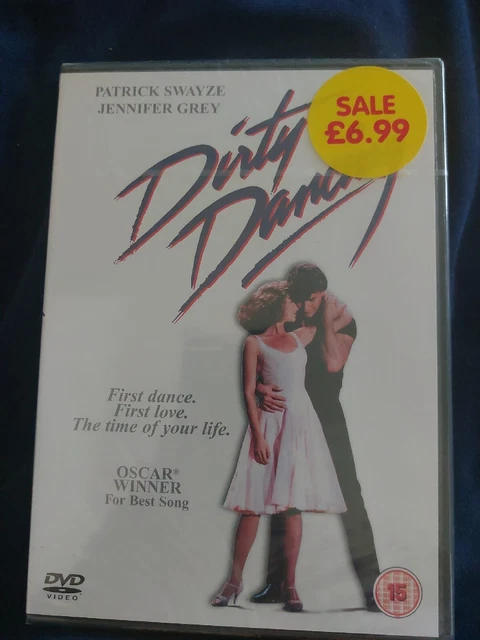 PATRICK SWAYZE
JENNIFER GREY
SALE
£6.99
Dirty
First dance.
First love.
The time of your life.
OSCAR®
WINNER
For Best Song
DVD
VIDEO
15